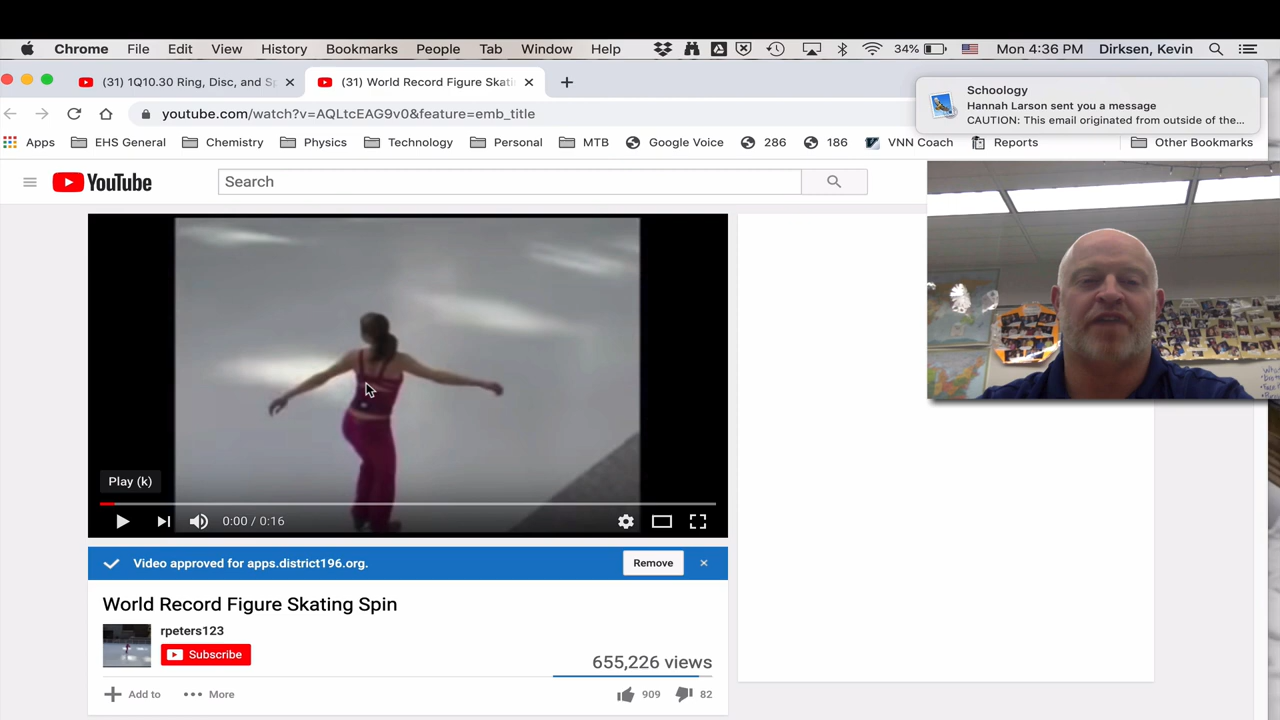 Chrome File Edit View History Bookmarks People Tab Window Help 34% Mon 4:36 PM Dirksen, Kevin
(31) 1Q10.30 Ring, Disc, and Sp
(31) World Record Figure Skati
Schoology
Hannah Larson sent you a message
CAUTION: This email originated from outside of the...
youtube.com/watch?v=AQLtcEAG9v0&feature=emb_title
Apps EHS General Chemistry Physics Technology Personal MTB Google Voice 286 186 VNN Coach Reports Other Bookmarks
YouTube
Search
Play (k)
0:00 / 0:16
Video approved for apps.district196.org. Remove
World Record Figure Skating Spin
rpeters123
Subscribe
655,226 views
Add to More 909 82